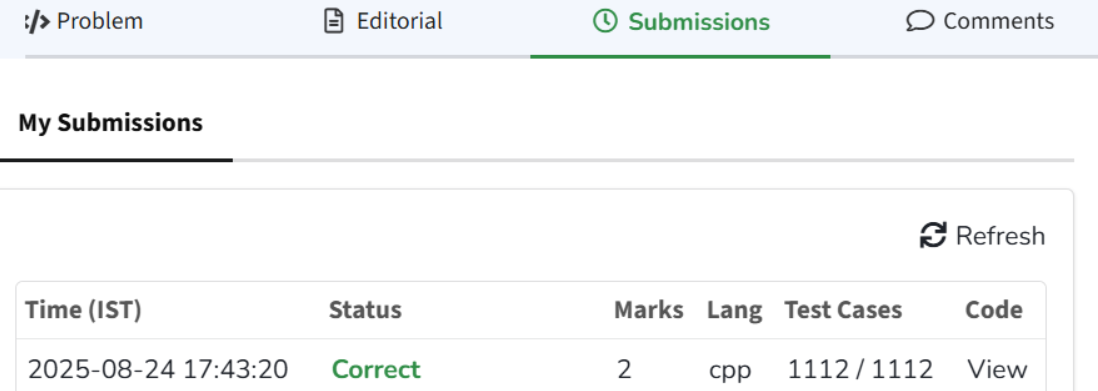 </> Problem Editorial Submissions Comments
My Submissions
Refresh
Time (IST) Status Marks Lang Test Cases Code
2025-08-24 17:43:20 Correct 2 cpp 1112 / 1112 View